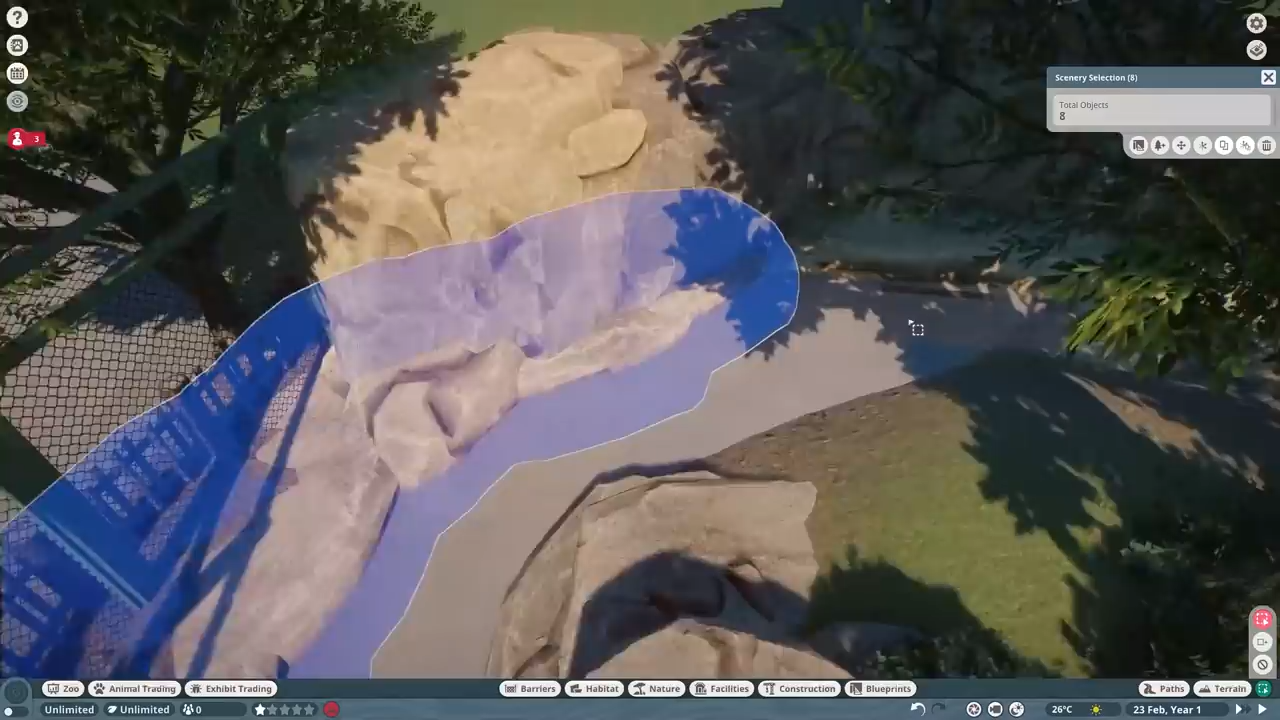 ?
Scenery Selection (8)
Total Objects
8
3
Zoo
Animal Trading
Exhibit Trading
Barriers
Habitat
Nature
Facilities
Construction
Blueprints
Paths
Terrain
Unlimited
Unlimited
0
26°C
23 Feb, Year 1